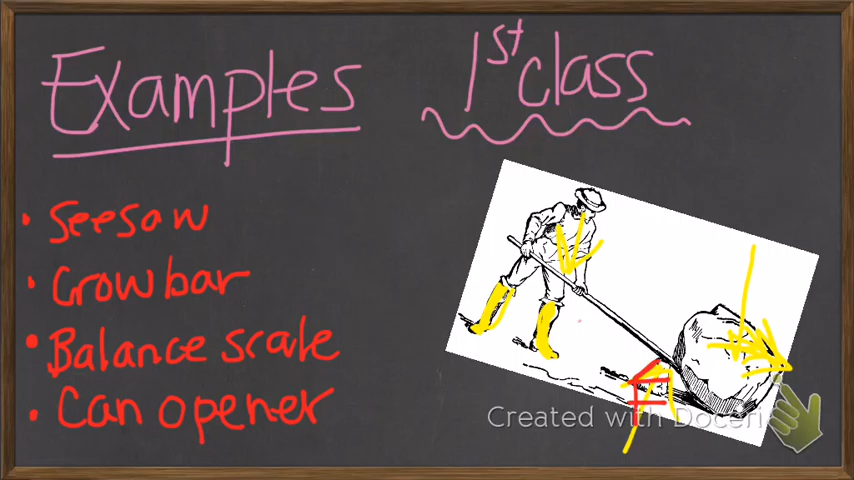 Examples
1st class
• Seesaw
• Crowbar
• Balance scale
• Can opener
F
Created with Doceri